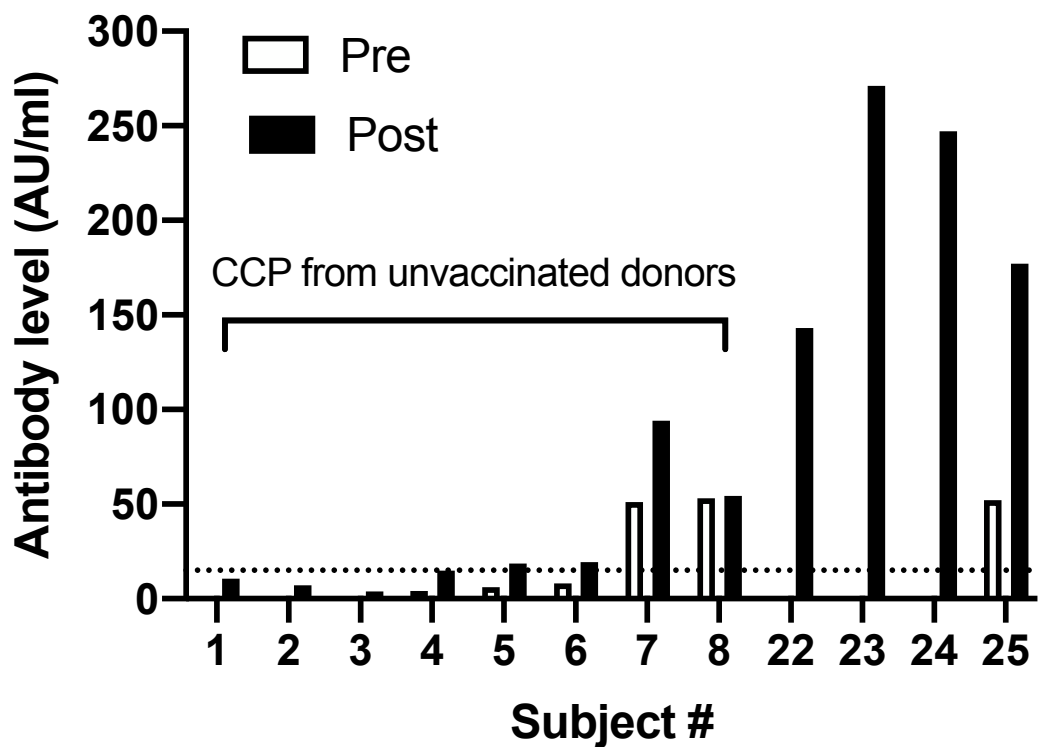 300
250
200
150
100
50
0
Antibody level (AU/ml)
Pre
Post
CCP from unvaccinated donors
1 2 3 4 5 6 7 8 22 23 24 25
Subject #